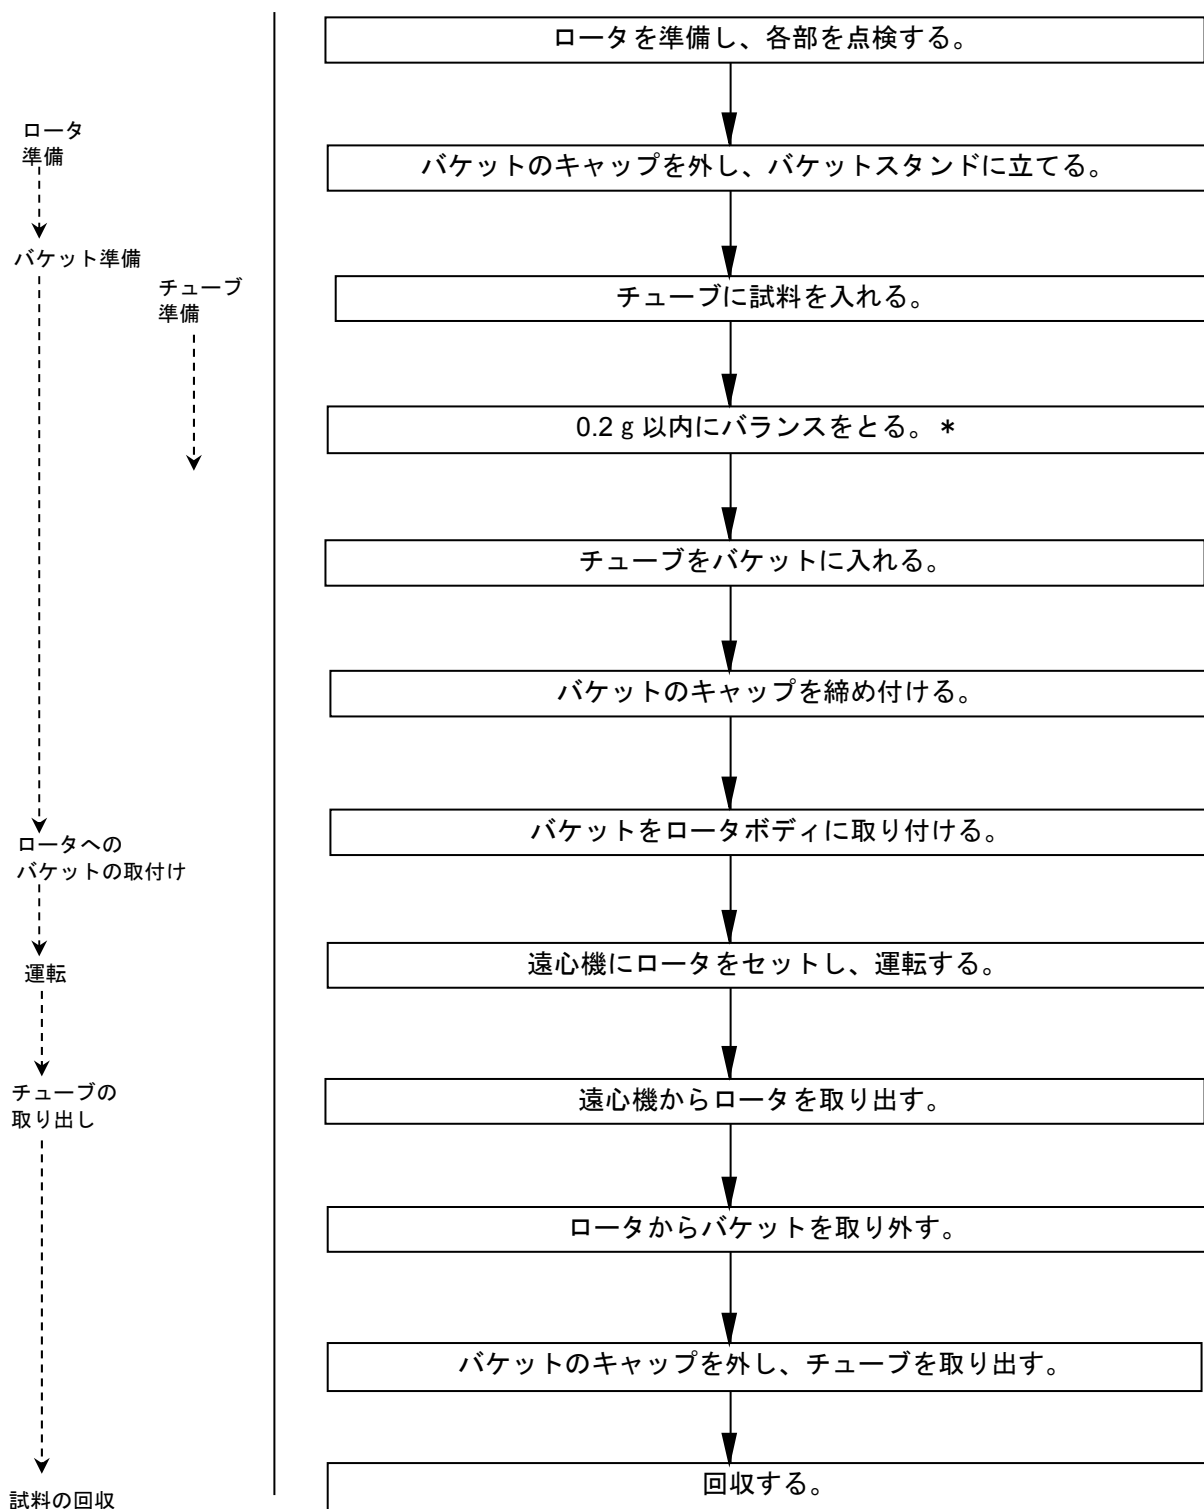 ロータを準備し、各部を点検する。
ロータ
準備
バケットのキャップを外し、バケットスタンドに立てる。
バケット準備
チューブ
準備
チューブに試料を入れる。
0.2 g 以内にバランスをとる。*
チューブをバケットに入れる。
バケットのキャップを締め付ける。
バケットをロータボディに取り付ける。
ロータへの
バケットの取付け
遠心機にロータをセットし、運転する。
運転
遠心機からロータを取り出す。
チューブの
取り出し
ロータからバケットを取り外す。
バケットのキャップを外し、チューブを取り出す。
回収する。
試料の回収